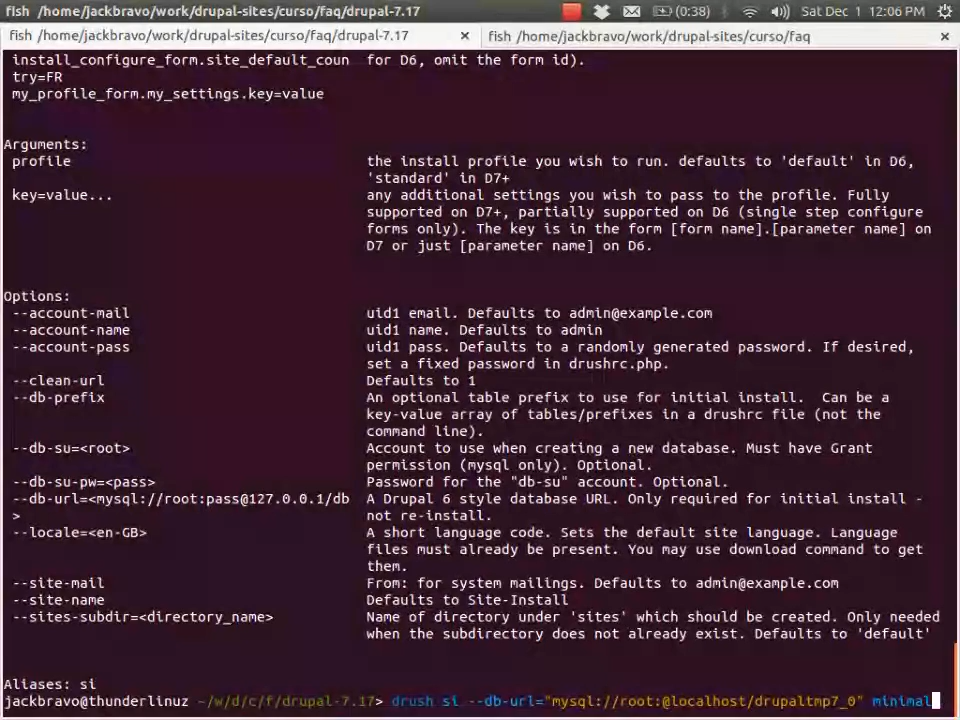 fish /home/jackbravo/work/drupal-sites/curso/faq/drupal-7.17 (0:38) Sat Dec 1 12:06 PM
fish /home/jackbravo/work/drupal-sites/curso/faq/drupal-7.17 × fish /home/jackbravo/work/drupal-sites/curso/faq ×
install_configure_form.site_default_coun for D6, omit the form id).
try=FR
my_profile_form.my_settings.key=value
Arguments:
profile the install profile you wish to run. defaults to 'default' in D6,
'standard' in D7+
key=value... any additional settings you wish to pass to the profile. Fully
supported on D7+, partially supported on D6 (single step configure
forms only). The key is in the form [form name].[parameter name] on
D7 or just [parameter name] on D6.
Options:
--account-mail uid1 email. Defaults to admin@example.com
--account-name uid1 name. Defaults to admin
--account-pass uid1 pass. Defaults to a randomly generated password. If desired,
set a fixed password in drushrc.php.
--clean-url Defaults to 1
--db-prefix An optional table prefix to use for initial install. Can be a
key-value array of tables/prefixes in a drushrc file (not the
command line).
--db-su=<root> Account to use when creating a new database. Must have Grant
permission (mysql only). Optional.
--db-su-pw=<pass> Password for the "db-su" account. Optional.
--db-url=<mysql://root:pass@127.0.0.1/db A Drupal 6 style database URL. Only required for initial install -
> not re-install.
--locale=<en-GB> A short language code. Sets the default site language. Language
files must already be present. You may use download command to get
them.
--site-mail From: for system mailings. Defaults to admin@example.com
--site-name Defaults to Site-Install
--sites-subdir=<directory_name> Name of directory under 'sites' which should be created. Only needed
when the subdirectory does not already exist. Defaults to 'default'
Aliases: si
jackbravo@thunderlinuz ~/w/d/c/f/drupal-7.17> drush si --db-url="mysql://root:@localhost/drupaltmp7_0" minimal